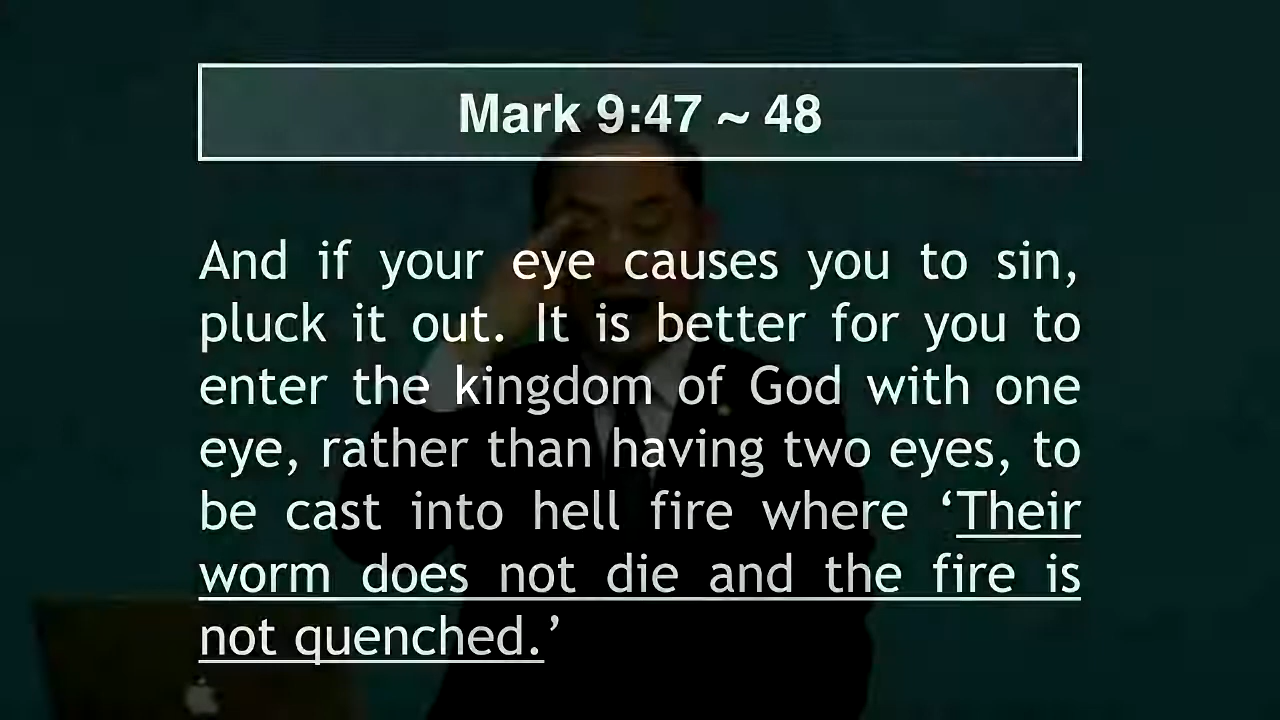 Mark 9:47 ~ 48
And if your eye causes you to sin,
pluck it out. It is better for you to
enter the kingdom of God with one
eye, rather than having two eyes, to
be cast into hell fire where ‘Their
worm does not die and the fire is
not quenched.’